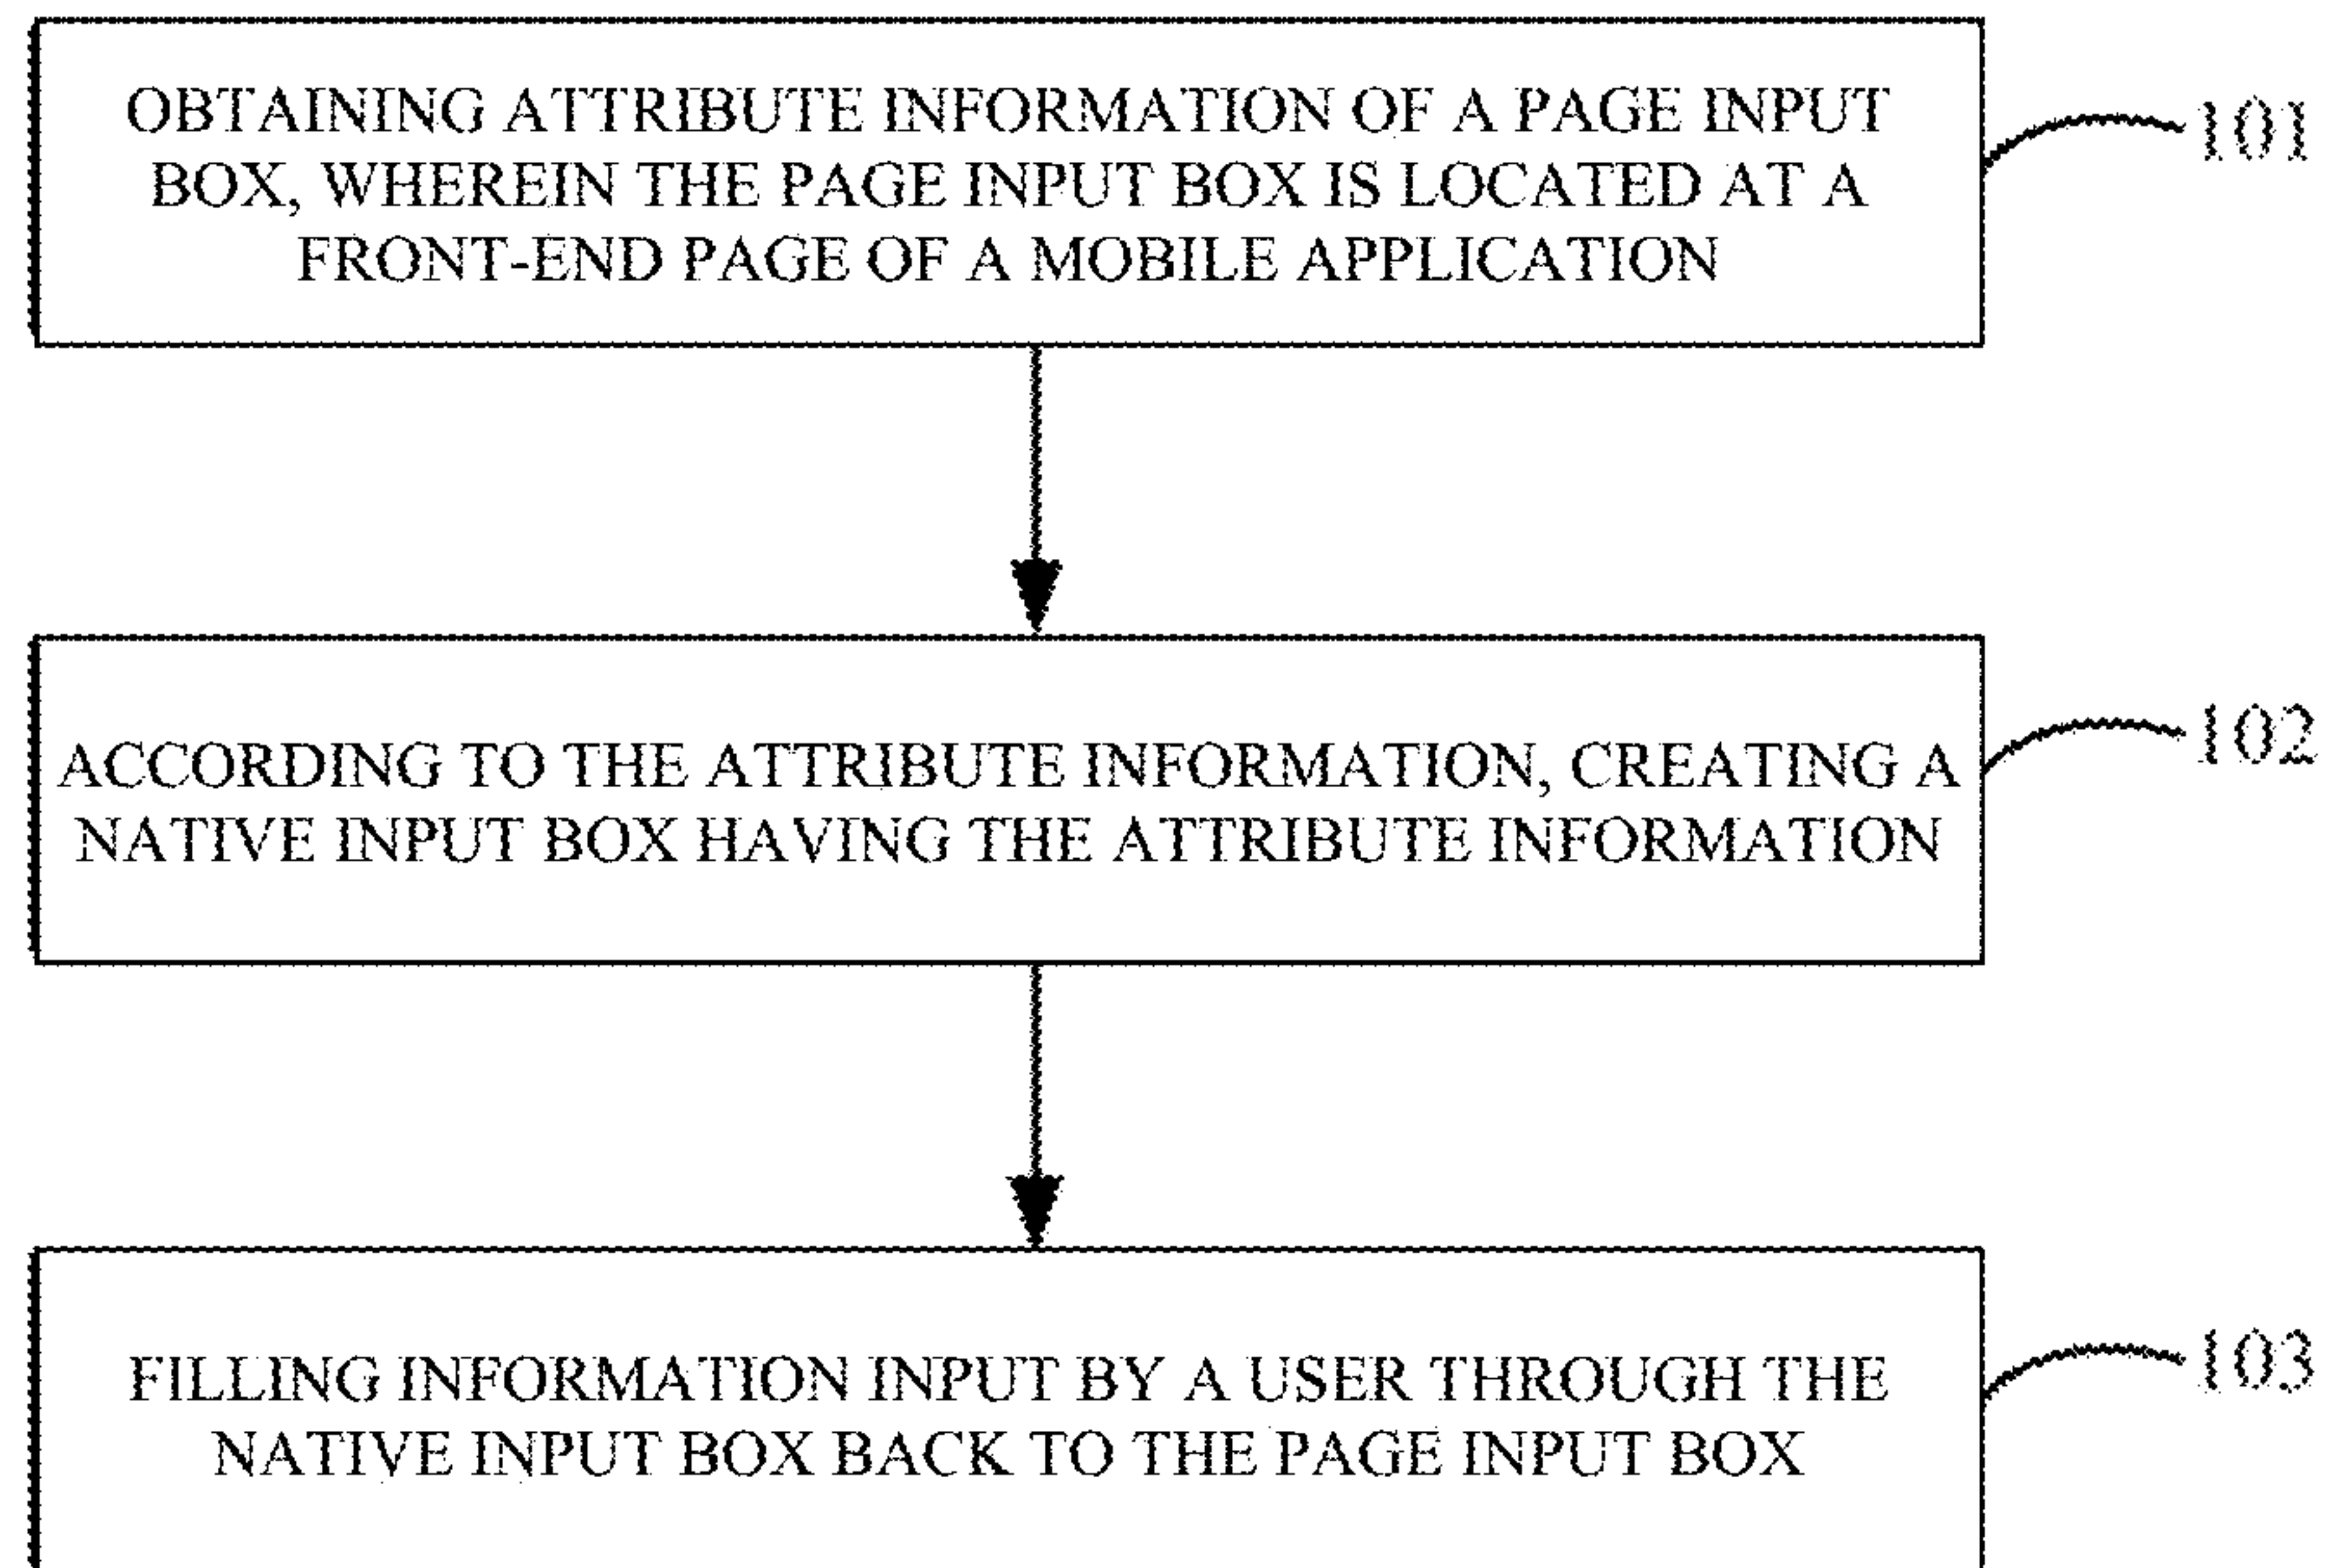 OBTAINING ATTRIBUTE INFORMATION OF A PAGE INPUT
BOX, WHEREIN THE PAGE INPUT BOX IS LOCATED AT A
FRONT-END PAGE OF A MOBILE APPLICATION
101
ACCORDING TO THE ATTRIBUTE INFORMATION, CREATING A
NATIVE INPUT BOX HAVING THE ATTRIBUTE INFORMATION
102
FILLING INFORMATION INPUT BY A USER THROUGH THE
NATIVE INPUT BOX BACK TO THE PAGE INPUT BOX
103